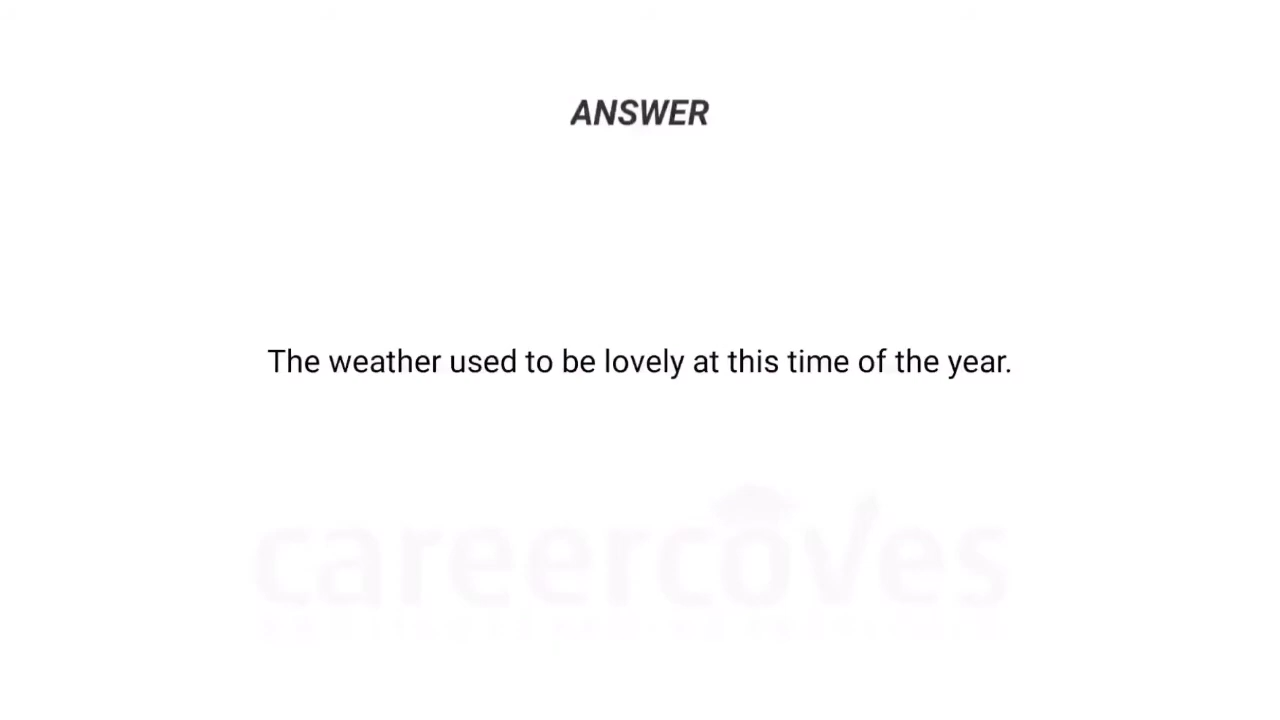 ANSWER
The weather used to be lovely at this time of the year.
careercoves